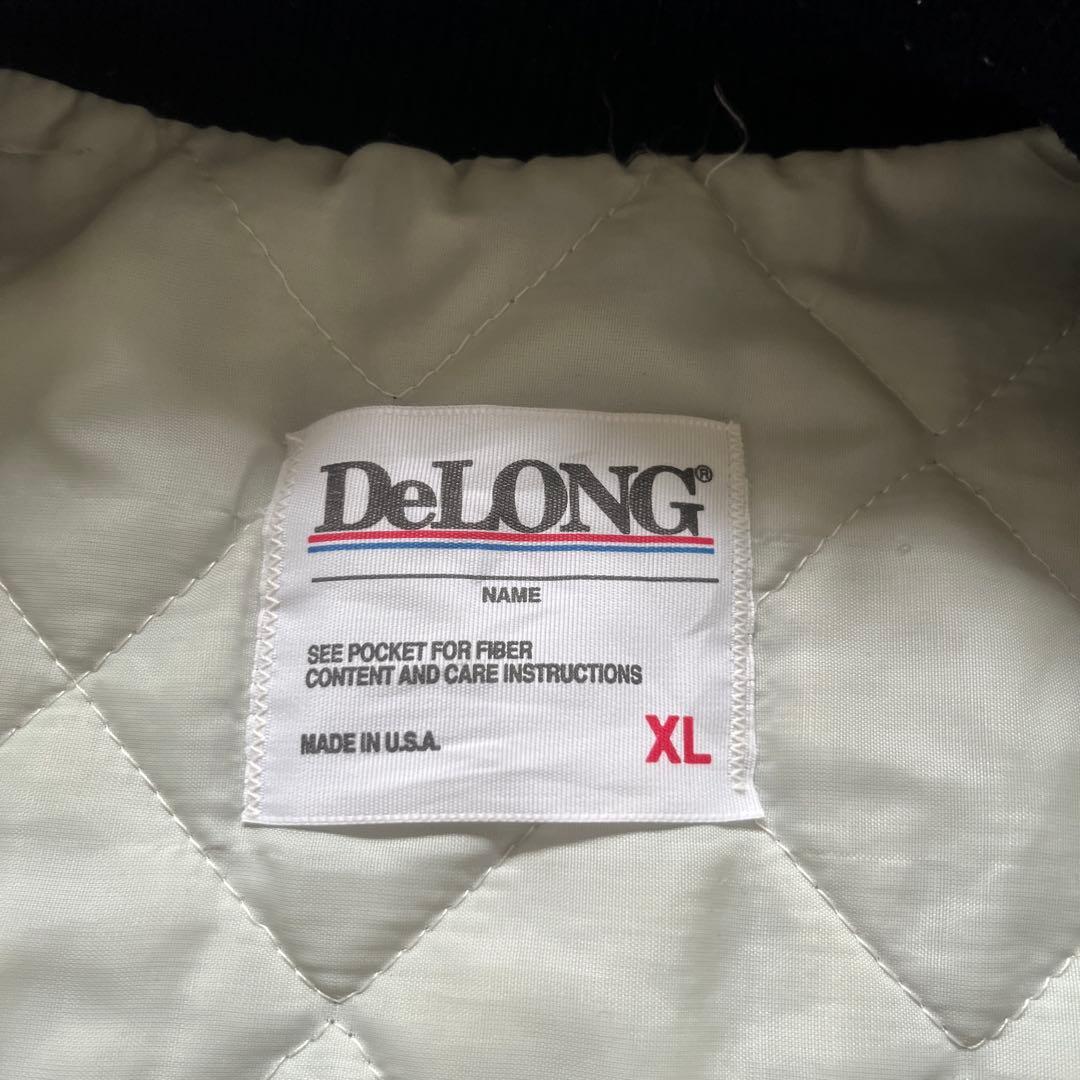 DeLONG®
NAME
SEE POCKET FOR FIBER
CONTENT AND CARE INSTRUCTIONS
MADE IN U.S.A.
XL